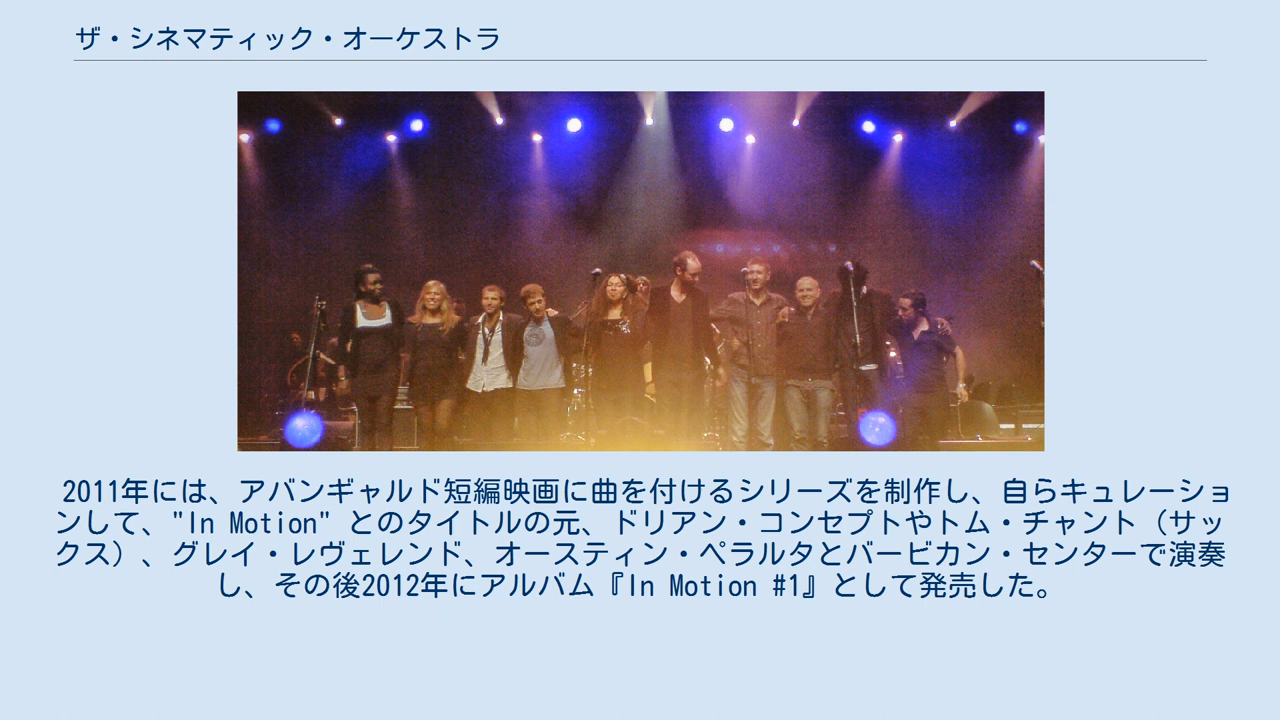 ザ・シネマティック・オーケストラ
2011年には、アバンギャルド短編映画に曲を付けるシリーズを制作し、自らキュレーショ
ンして、"In Motion" とのタイトルの元、ドリアン・コンセプトやトム・チャント（サッ
クス）、グレイ・レヴェレンド、オースティン・ペラルタとバービカン・センターで演奏
し、その後2012年にアルバム『In Motion #1』として発売した。